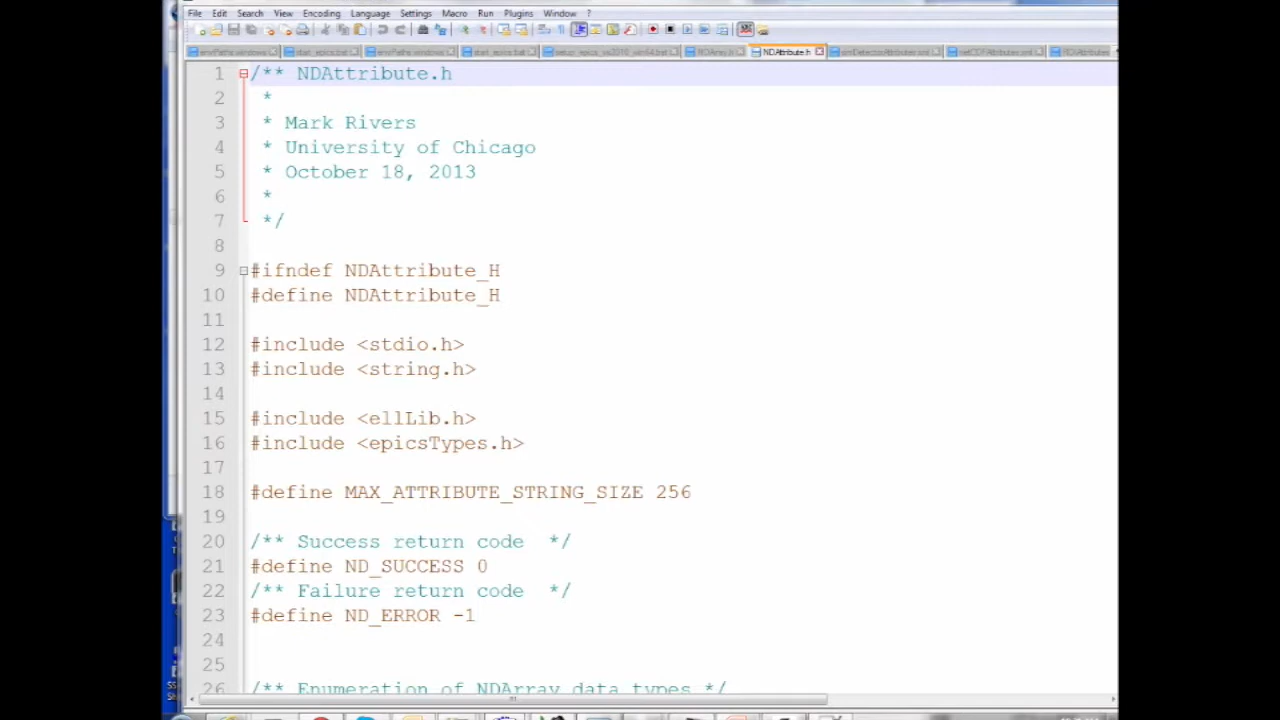 File Edit Search View Encoding Language Settings Macro Run Plugins Window ?
NDAttribute.h
1 /** NDAttribute.h
2 *
3 * Mark Rivers
4 * University of Chicago
5 * October 18, 2013
6 *
7 */
8
9 #ifndef NDAttribute_H
10 #define NDAttribute_H
11
12 #include <stdio.h>
13 #include <string.h>
14
15 #include <ellLib.h>
16 #include <epicsTypes.h>
17
18 #define MAX_ATTRIBUTE_STRING_SIZE 256
19
20 /** Success return code */
21 #define ND_SUCCESS 0
22 /** Failure return code */
23 #define ND_ERROR -1
24
25
26 /** Enumeration of NDArray data types */